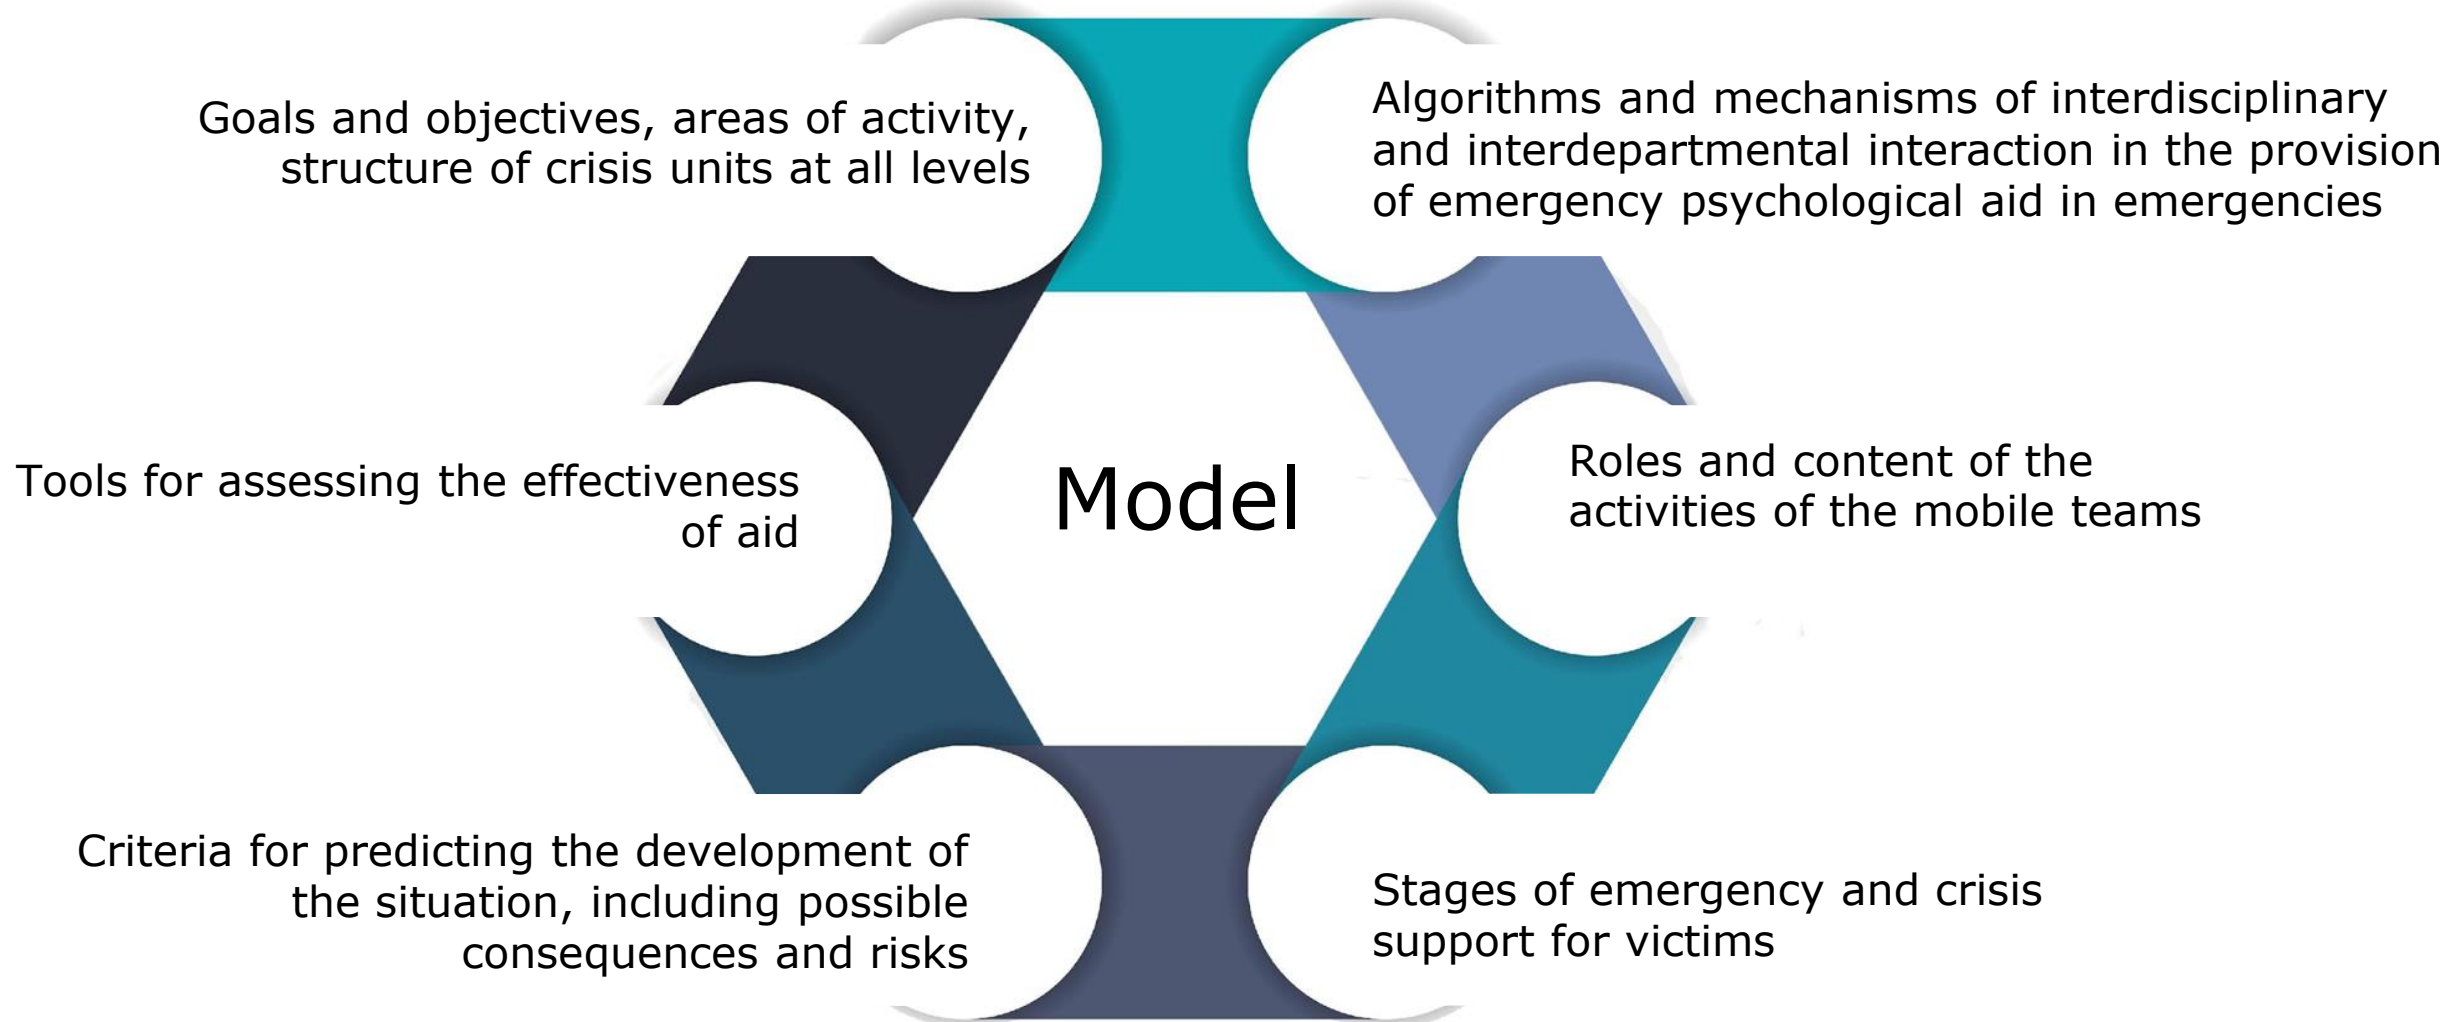 Goals and objectives, areas of activity,
structure of crisis units at all levels
Algorithms and mechanisms of interdisciplinary
and interdepartmental interaction in the provision
of emergency psychological aid in emergencies
Tools for assessing the effectiveness
of aid
Model
Roles and content of the
activities of the mobile teams
Criteria for predicting the development of
the situation, including possible
consequences and risks
Stages of emergency and crisis
support for victims